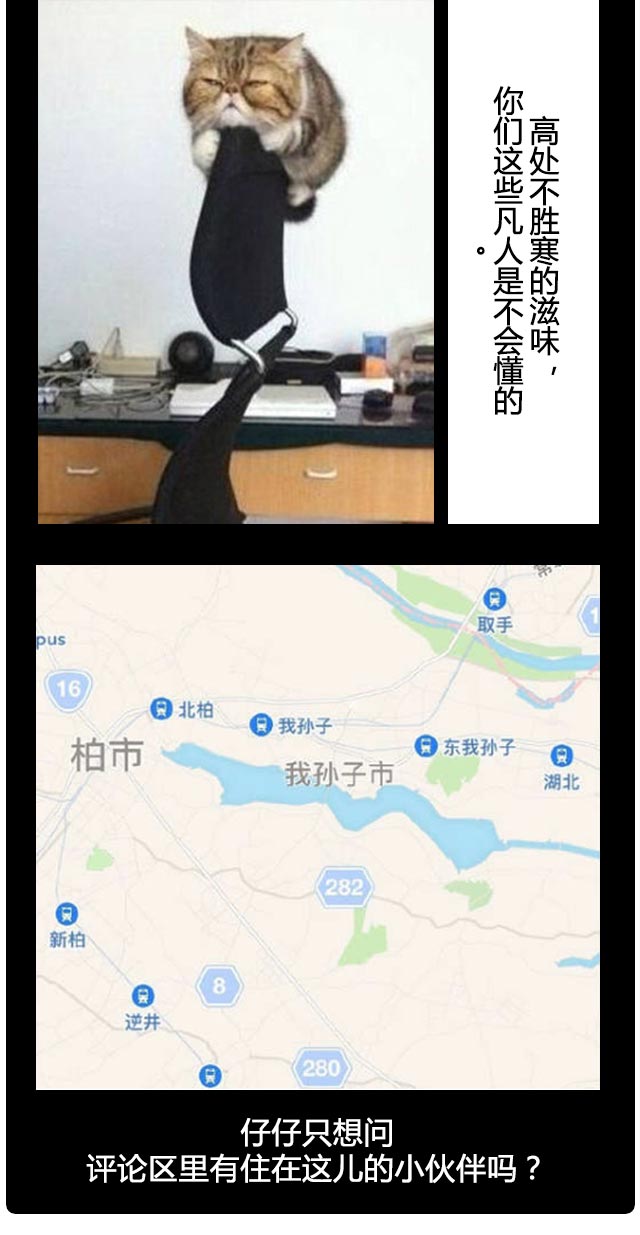 高处不胜寒的滋味，
你们这些凡人是不会懂的
。
取手
pus
16
北柏
我孙子
东我孙子
柏市
我孙子市
湖北
282
新柏
8
逆井
280
仔仔只想问
评论区里有住在这儿的小伙伴吗？